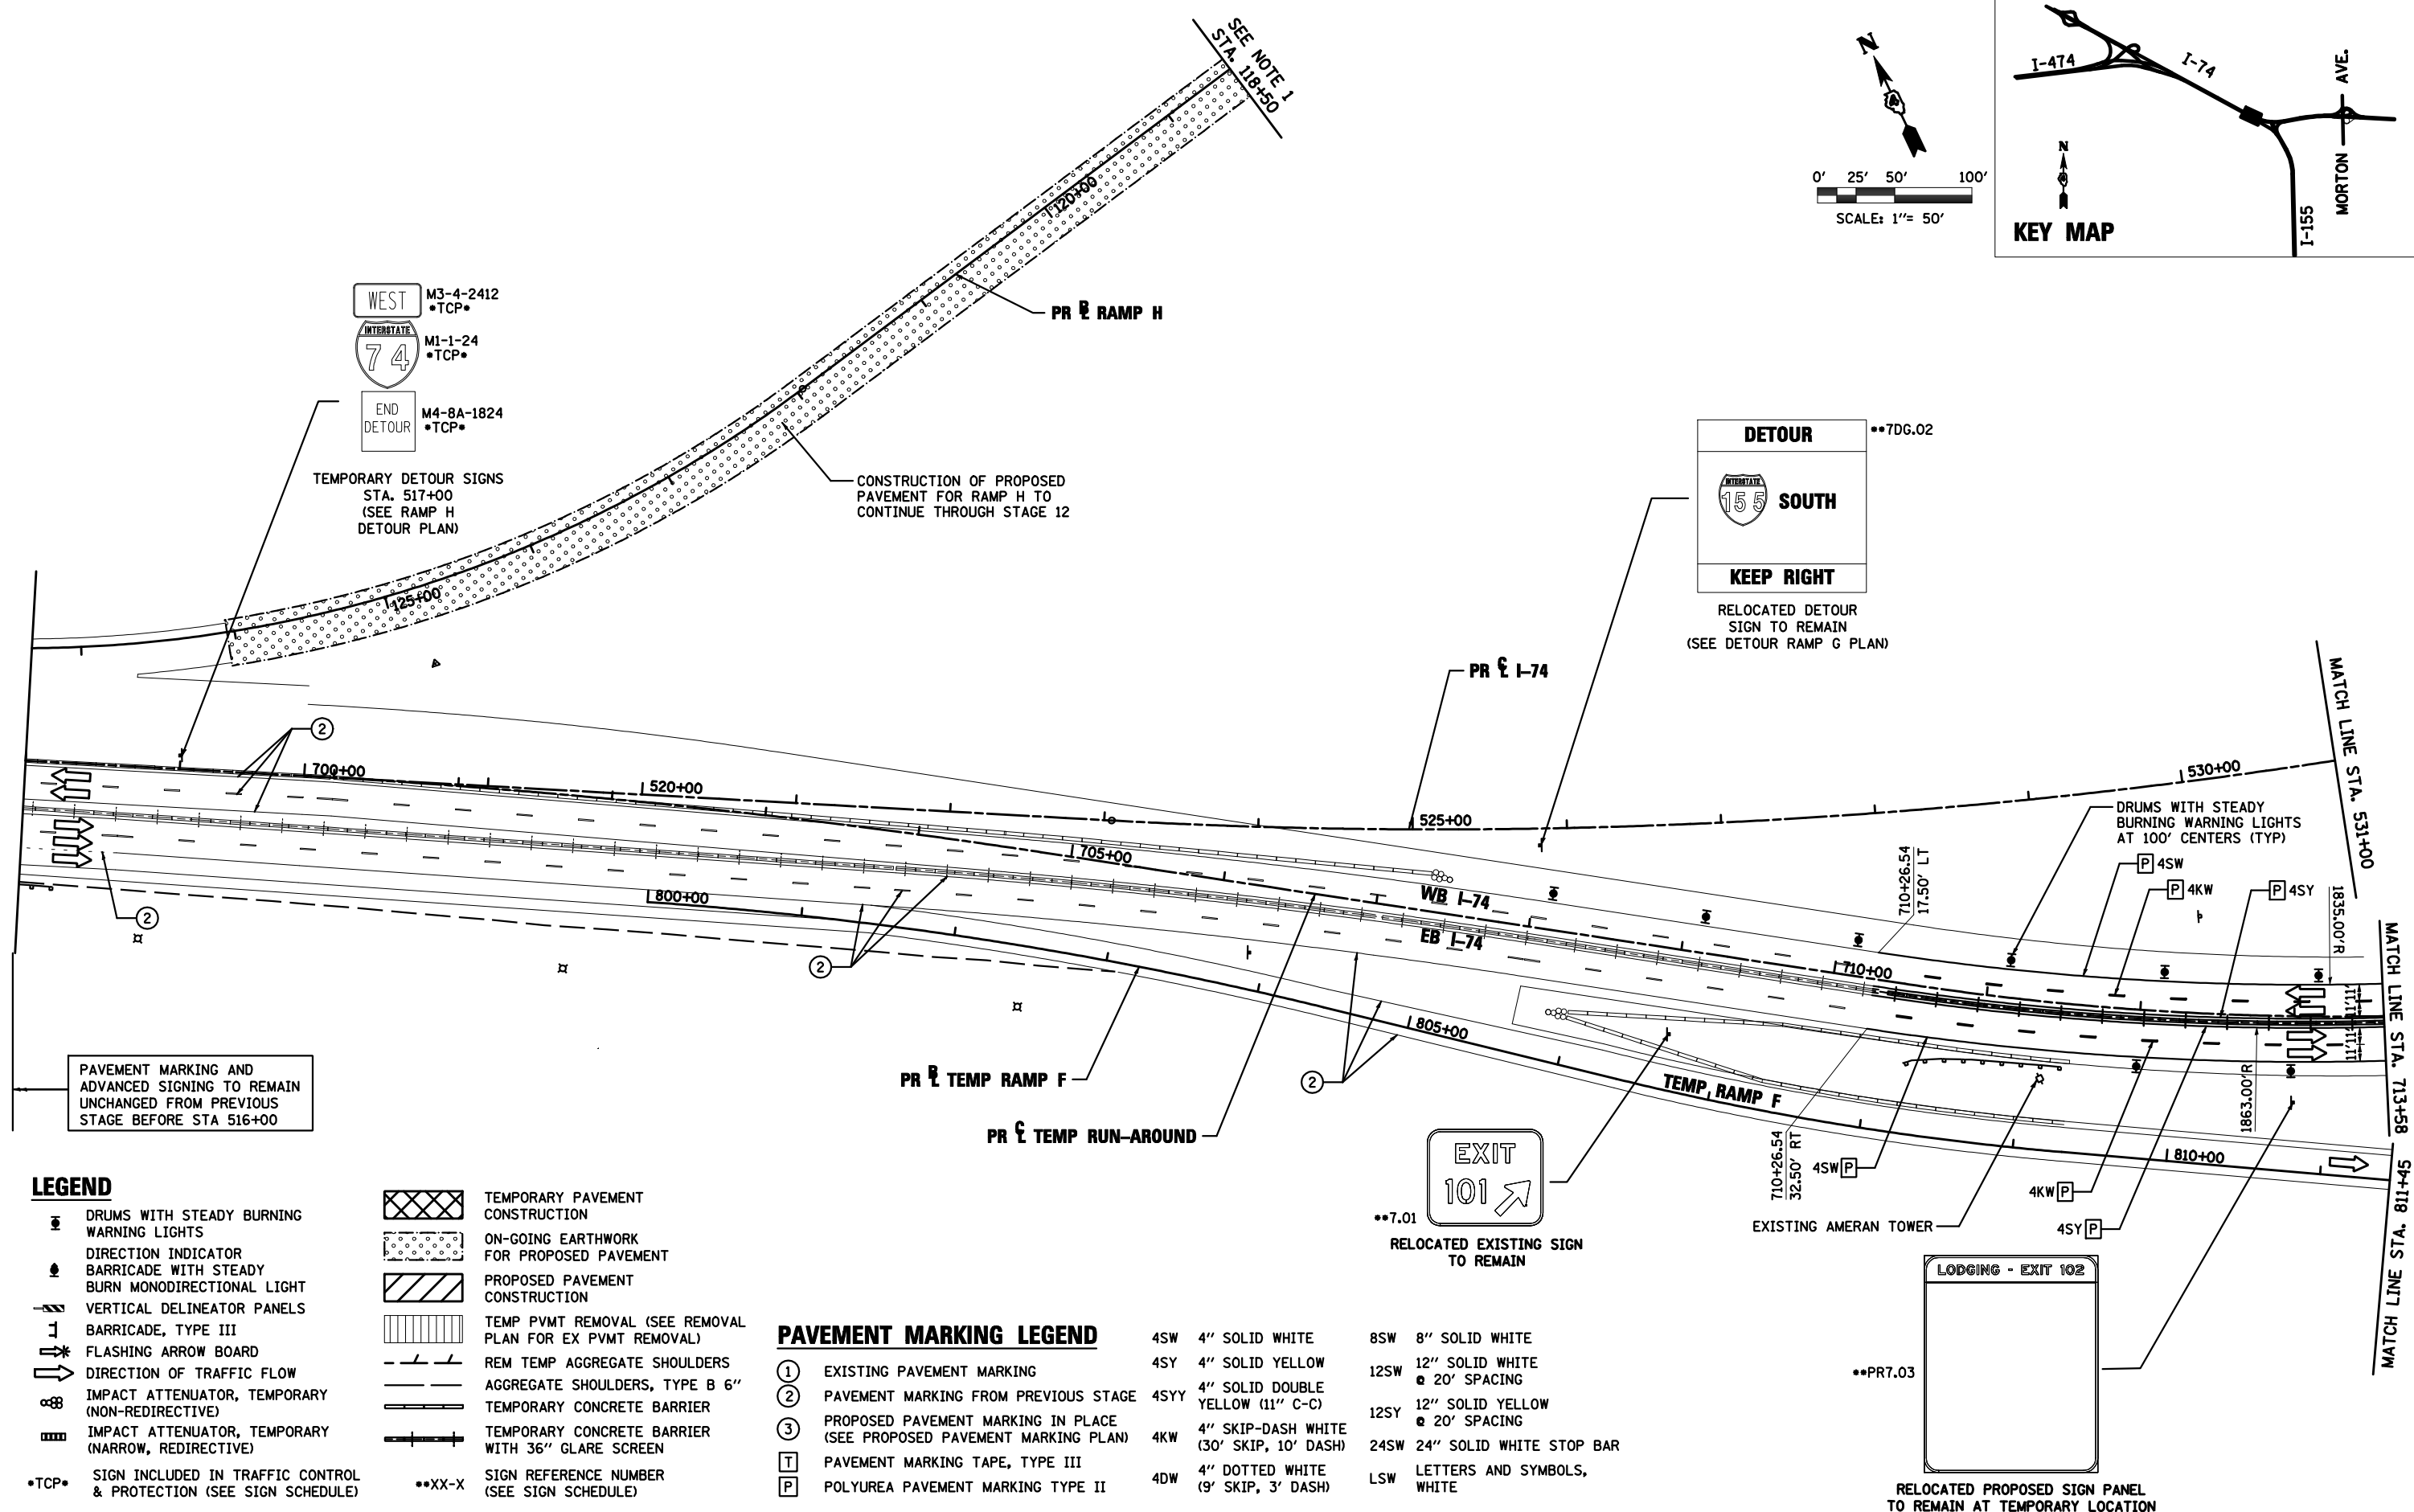 SEE NOTE 1
STA. 118+50
N
0' 25' 50' 100'
SCALE: 1"= 50'
I-474
I-74
MORTON AVE.
I-155
N
KEY MAP
120+00
PR BL RAMP H
WEST
M3-4-2412
*TCP*
INTERSTATE
74
M1-1-24
*TCP*
END
DETOUR
M4-8A-1824
*TCP*
TEMPORARY DETOUR SIGNS
STA. 517+00
(SEE RAMP H
DETOUR PLAN)
CONSTRUCTION OF PROPOSED
PAVEMENT FOR RAMP H TO
CONTINUE THROUGH STAGE 12
125+00
DETOUR
**7DG.02
INTERSTATE
155
SOUTH
KEEP RIGHT
RELOCATED DETOUR
SIGN TO REMAIN
(SEE DETOUR RAMP G PLAN)
PR CL I-74
MATCH LINE STA. 531+00
2
700+00
520+00
525+00
530+00
705+00
800+00
2
2
WB I-74
EB I-74
710+26.54
17.50' LT
DRUMS WITH STEADY
BURNING WARNING LIGHTS
AT 100' CENTERS (TYP)
P 4SW
P 4KW
P 4SY
1835.00'R
710+00
11' 11'
11' 11'
MATCH LINE STA. 713+58
805+00
2
PR BL TEMP RAMP F
PR CL TEMP RUN-AROUND
TEMP RAMP F
1863.00'R
710+26.54
32.50' RT
4SW P
4KW P
4SY P
810+00
MATCH LINE STA. 811+45
PAVEMENT MARKING AND
ADVANCED SIGNING TO REMAIN
UNCHANGED FROM PREVIOUS
STAGE BEFORE STA 516+00
EXIT
101
**7.01
RELOCATED EXISTING SIGN
TO REMAIN
EXISTING AMERAN TOWER
LODGING - EXIT 102
**PR7.03
RELOCATED PROPOSED SIGN PANEL
TO REMAIN AT TEMPORARY LOCATION
LEGEND
DRUMS WITH STEADY BURNING
WARNING LIGHTS
DIRECTION INDICATOR
BARRICADE WITH STEADY
BURN MONODIRECTIONAL LIGHT
VERTICAL DELINEATOR PANELS
BARRICADE, TYPE III
FLASHING ARROW BOARD
DIRECTION OF TRAFFIC FLOW
IMPACT ATTENUATOR, TEMPORARY
(NON-REDIRECTIVE)
IMPACT ATTENUATOR, TEMPORARY
(NARROW, REDIRECTIVE)
*TCP* SIGN INCLUDED IN TRAFFIC CONTROL
& PROTECTION (SEE SIGN SCHEDULE)
TEMPORARY PAVEMENT
CONSTRUCTION
ON-GOING EARTHWORK
FOR PROPOSED PAVEMENT
PROPOSED PAVEMENT
CONSTRUCTION
TEMP PVMT REMOVAL (SEE REMOVAL
PLAN FOR EX PVMT REMOVAL)
REM TEMP AGGREGATE SHOULDERS
AGGREGATE SHOULDERS, TYPE B 6"
TEMPORARY CONCRETE BARRIER
TEMPORARY CONCRETE BARRIER
WITH 36" GLARE SCREEN
**XX-X SIGN REFERENCE NUMBER
(SEE SIGN SCHEDULE)
PAVEMENT MARKING LEGEND
1 EXISTING PAVEMENT MARKING
2 PAVEMENT MARKING FROM PREVIOUS STAGE
3 PROPOSED PAVEMENT MARKING IN PLACE
(SEE PROPOSED PAVEMENT MARKING PLAN)
T PAVEMENT MARKING TAPE, TYPE III
P POLYUREA PAVEMENT MARKING TYPE II
4SW 4" SOLID WHITE
4SY 4" SOLID YELLOW
4SYY 4" SOLID DOUBLE
YELLOW (11" C-C)
4KW 4" SKIP-DASH WHITE
(30' SKIP, 10' DASH)
4DW 4" DOTTED WHITE
(9' SKIP, 3' DASH)
8SW 8" SOLID WHITE
12SW 12" SOLID WHITE
@ 20' SPACING
12SY 12" SOLID YELLOW
@ 20' SPACING
24SW 24" SOLID WHITE STOP BAR
LSW LETTERS AND SYMBOLS,
WHITE